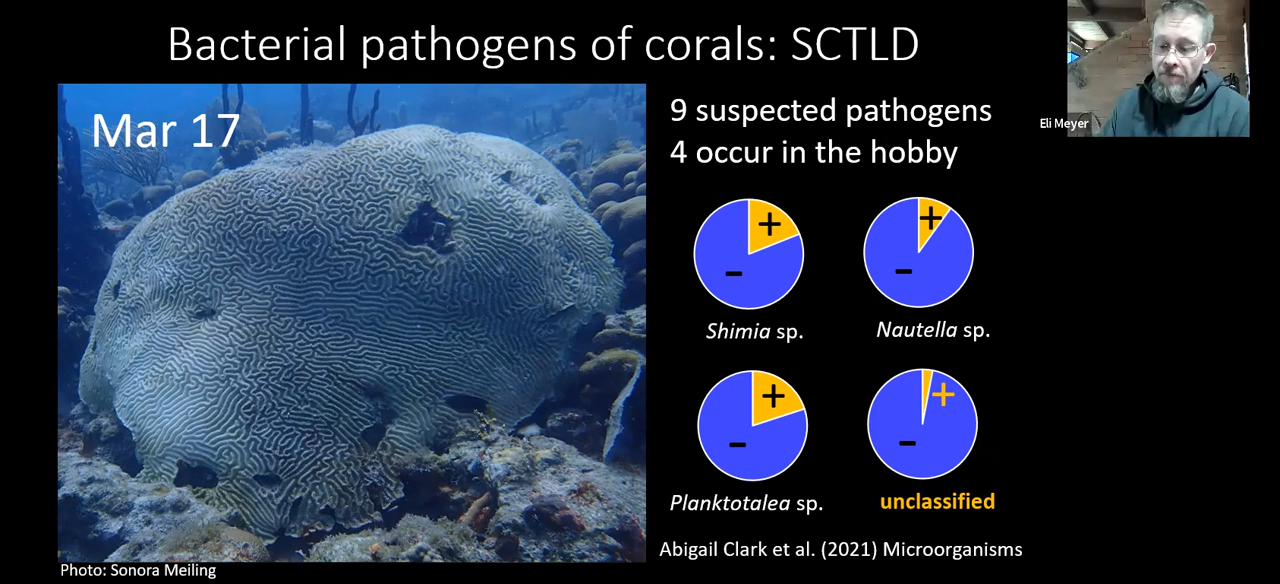 Bacterial pathogens of corals: SCTLD
Mar 17
9 suspected pathogens
4 occur in the hobby
Eli Meyer
+
-
Shimia sp.
+
-
Nautella sp.
+
-
Planktotalea sp.
+
-
unclassified
Abigail Clark et al. (2021) Microorganisms
Photo: Sonora Meiling